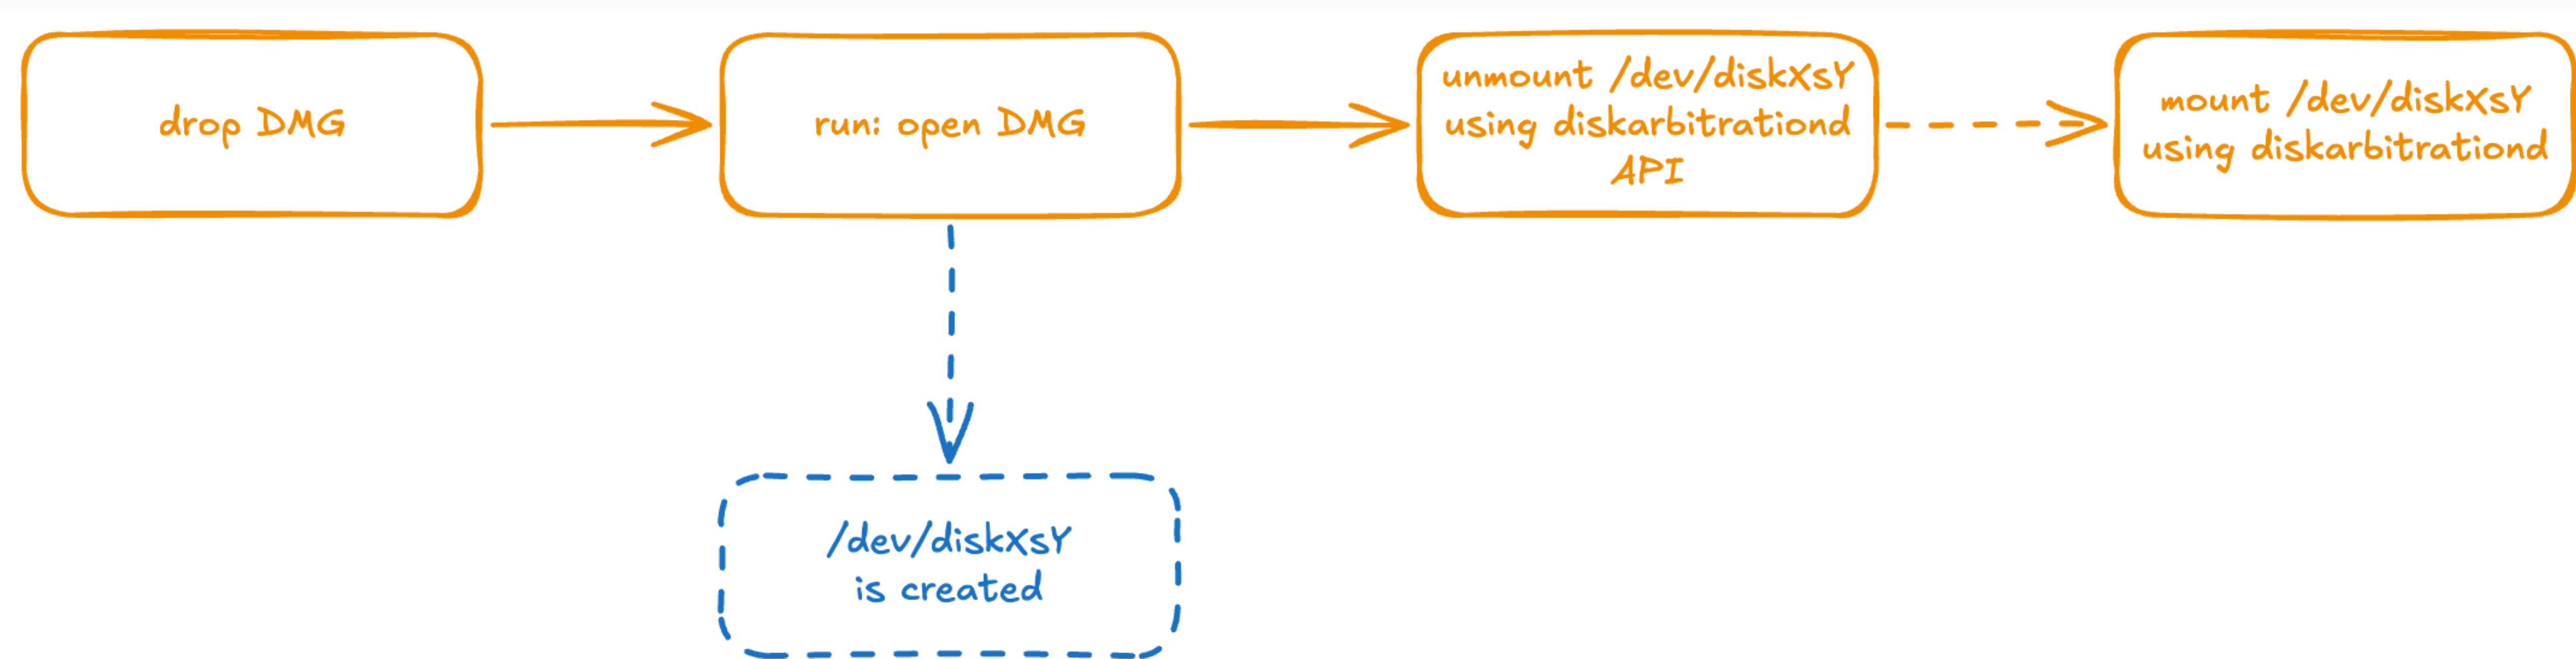 drop DMG
run: open DMG
unmount /dev/diskXsY
using diskarbitrationd
API
mount /dev/diskXsY
using diskarbitrationd
/dev/diskXsY
is created